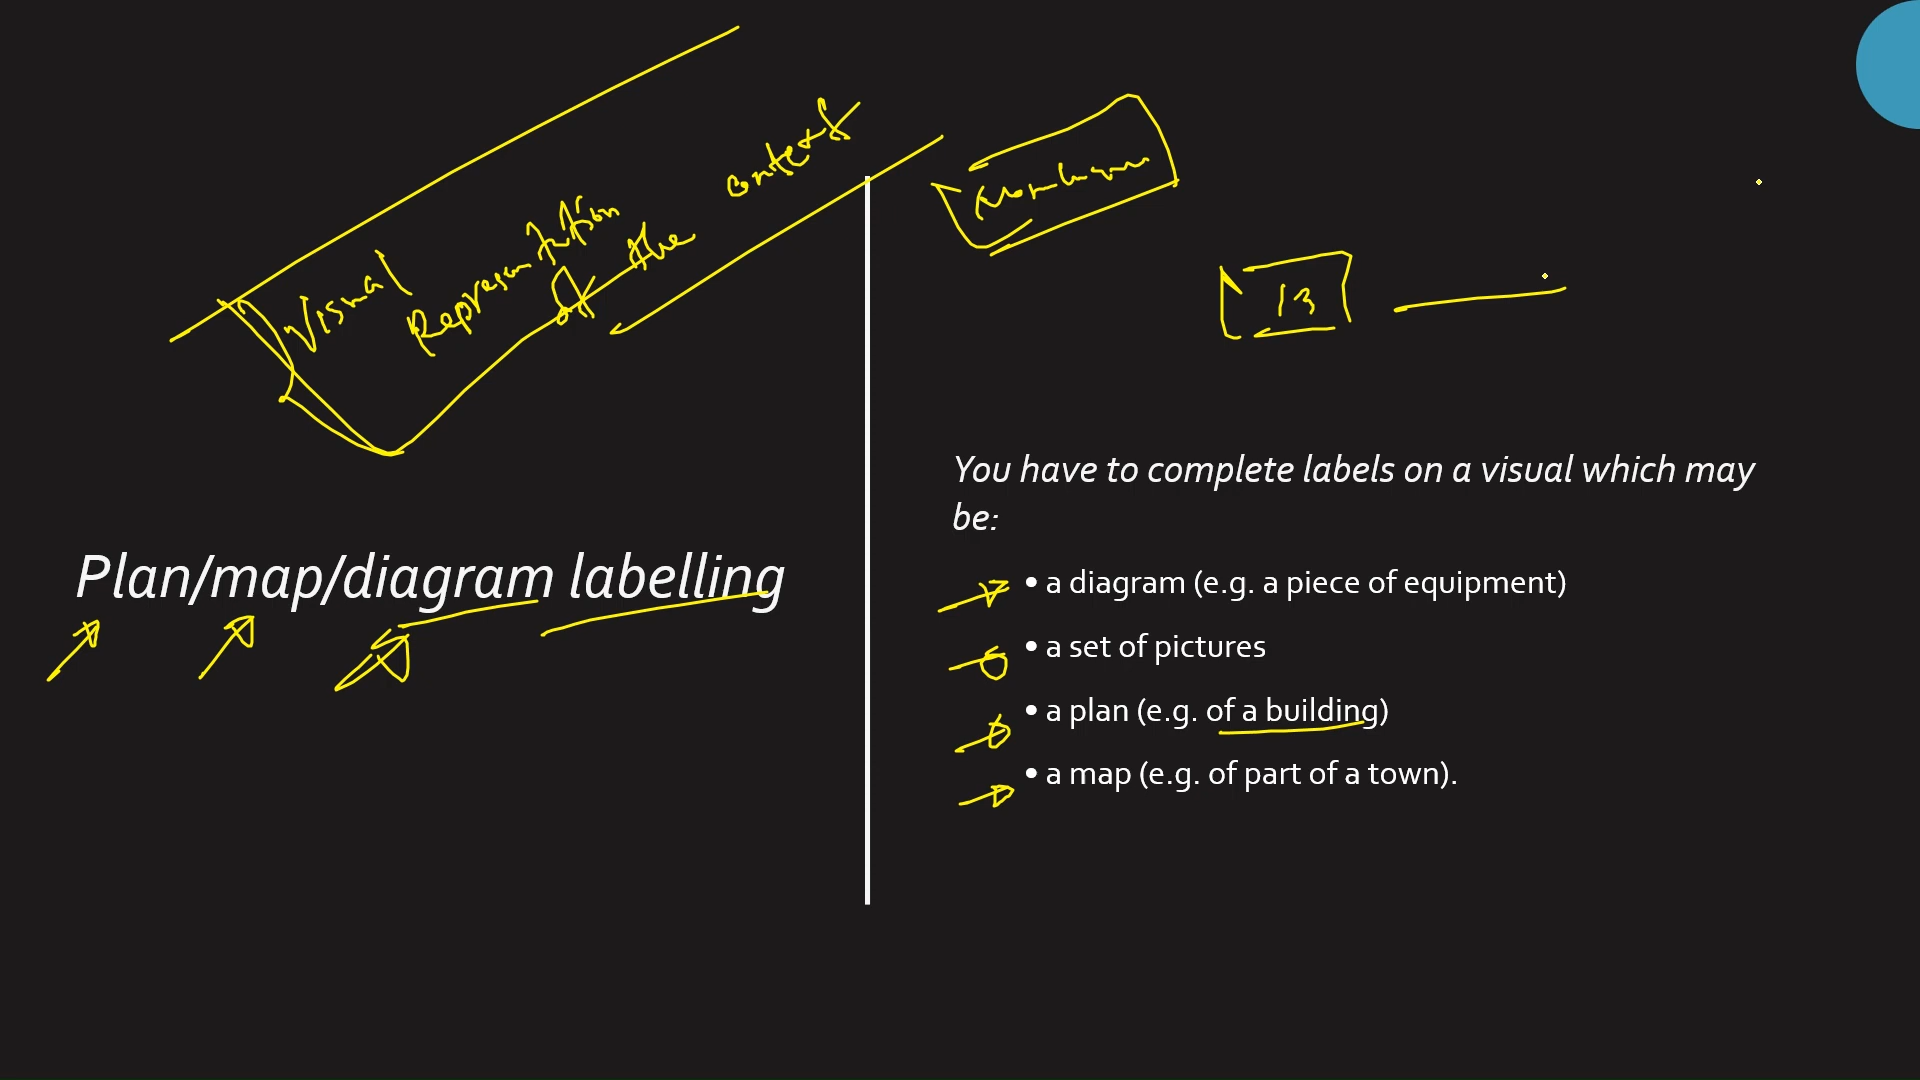 Visual
Representation
of the context
13
Plan/map/diagram labelling
You have to complete labels on a visual which may
be:
• a diagram (e.g. a piece of equipment)
• a set of pictures
• a plan (e.g. of a building)
• a map (e.g. of part of a town).